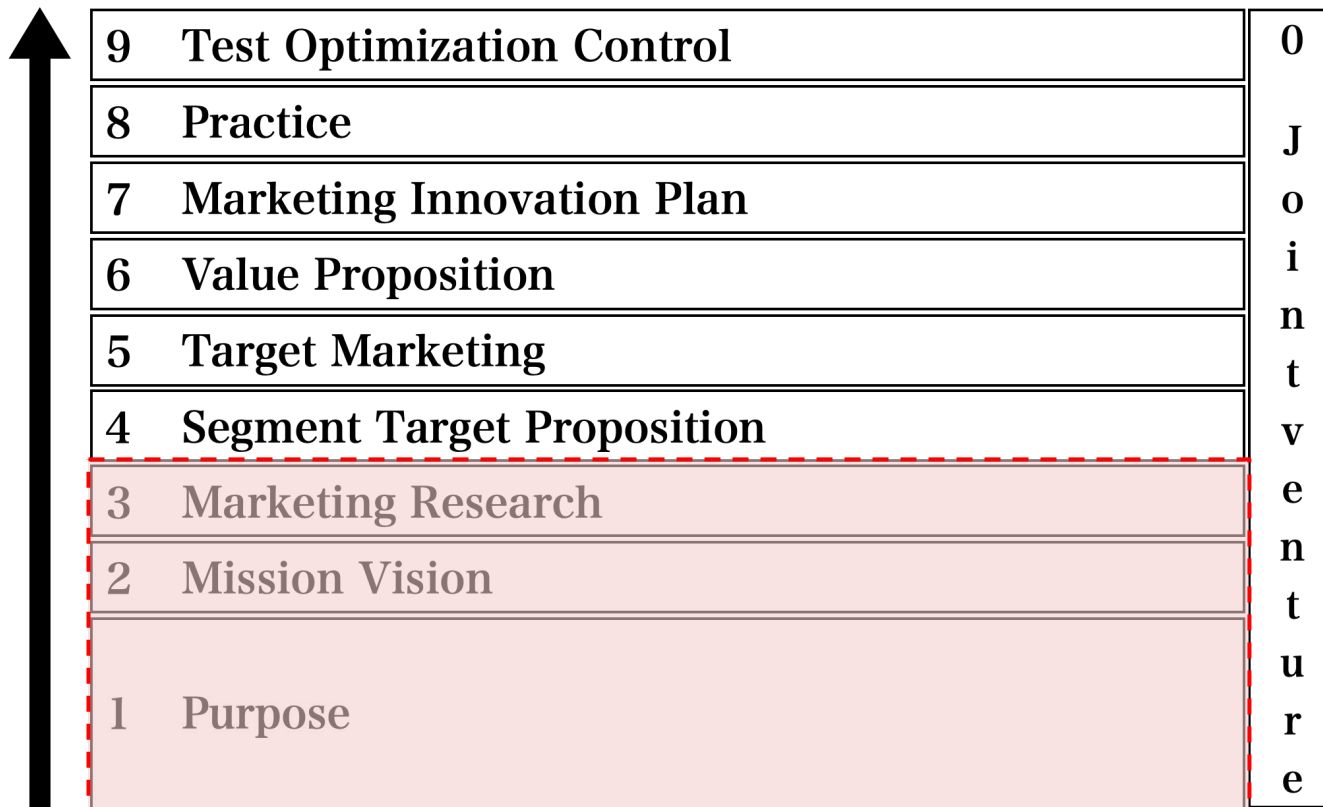 9 Test Optimization Control
8 Practice
7 Marketing Innovation Plan
6 Value Proposition
5 Target Marketing
4 Segment Target Proposition
3 Marketing Research
2 Mission Vision
1 Purpose
0 Jointventure